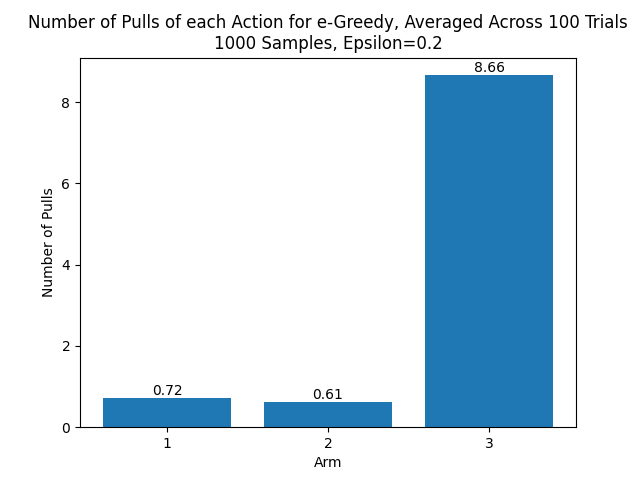 Number of Pulls of each Action for e-Greedy, Averaged Across 100 Trials
1000 Samples, Epsilon=0.2
8.66
8
6
Number of Pulls
4
2
0.72
0.61
0
1 2 3
Arm